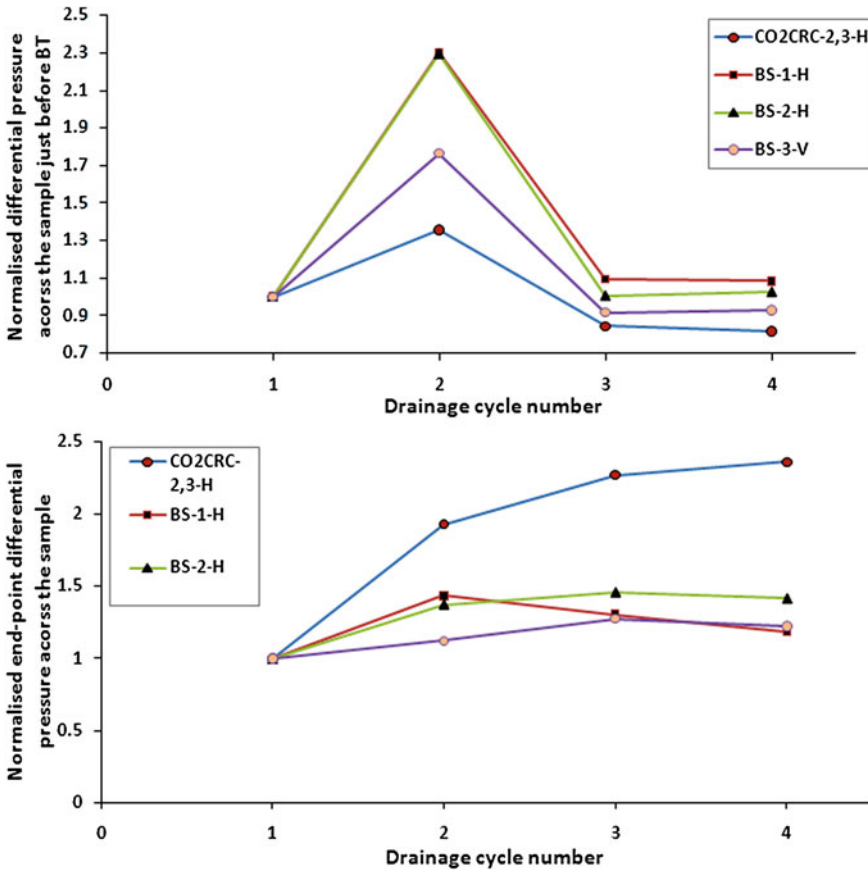 Normalised differential pressure
acorss the sample just before BT
2.5
2.3
2.1
1.9
1.7
1.5
1.3
1.1
0.9
0.7
0
1
2
3
4
Drainage cycle number
CO2CRC-2,3-H
BS-1-H
BS-2-H
BS-3-V
Normalised end-point differential
pressure acorss the sample
2.5
2
1.5
1
0.5
0
0
1
2
3
4
Drainage cycle number
CO2CRC-
2,3-H
BS-1-H
BS-2-H